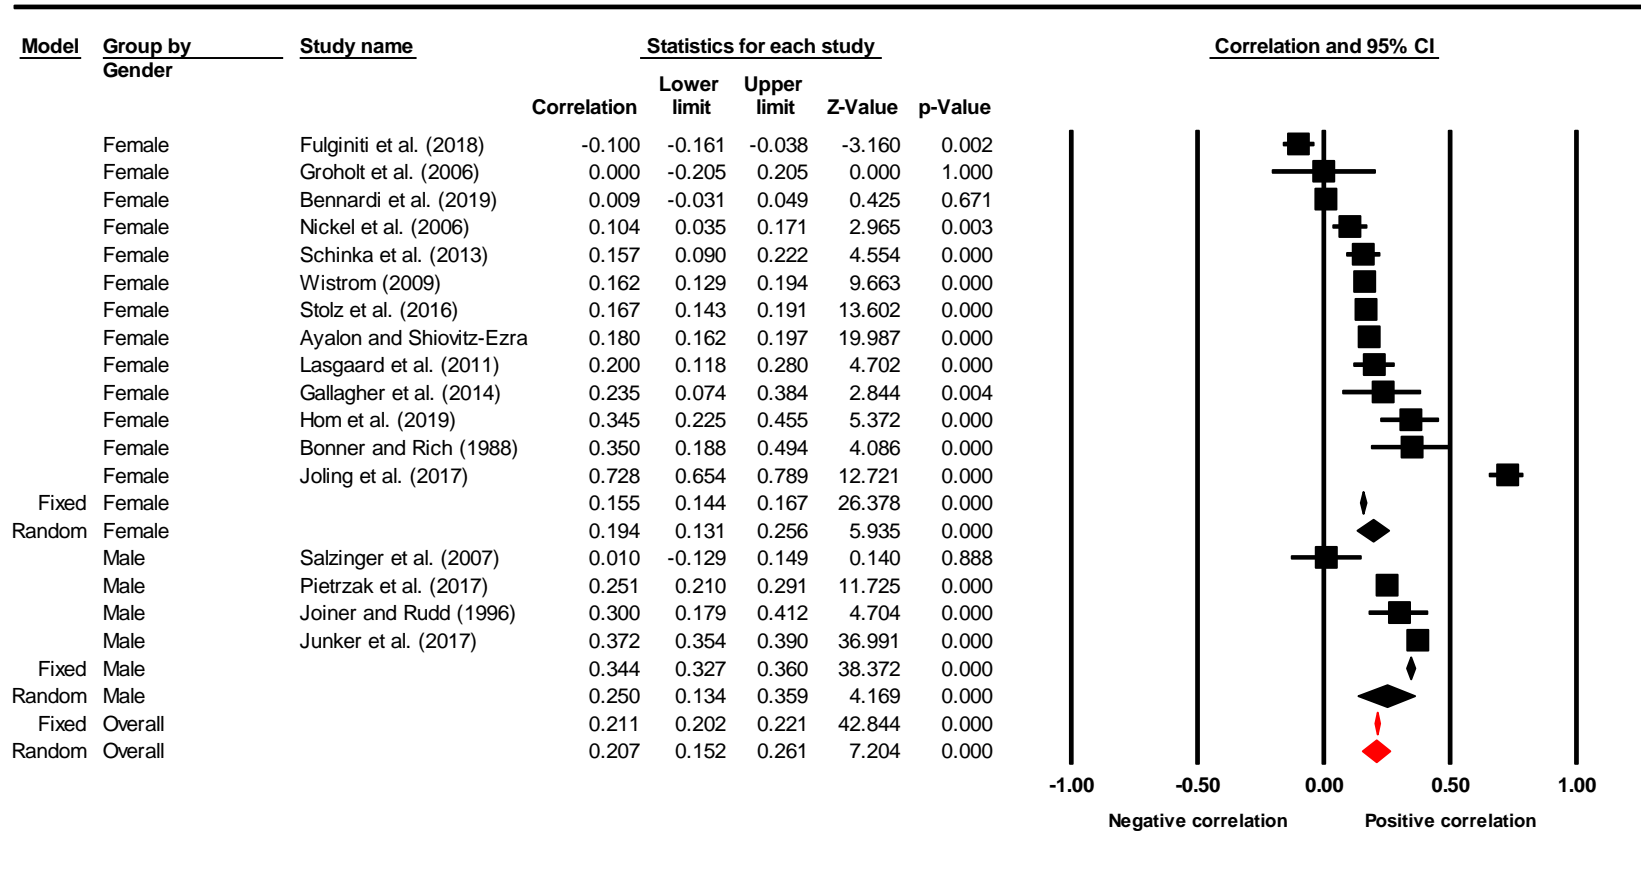 Model Group by Study name Statistics for each study Correlation and 95% CI
Gender
Lower Upper
Correlation limit limit Z-Value p-Value
Female Fulginiti et al. (2018) -0.100 -0.161 -0.038 -3.160 0.002
Female Groholt et al. (2006) 0.000 -0.205 0.205 0.000 1.000
Female Bennardi et al. (2019) 0.009 -0.031 0.049 0.425 0.671
Female Nickel et al. (2006) 0.104 0.035 0.171 2.965 0.003
Female Schinka et al. (2013) 0.157 0.090 0.222 4.554 0.000
Female Wistrom (2009) 0.162 0.129 0.194 9.663 0.000
Female Stolz et al. (2016) 0.167 0.143 0.191 13.602 0.000
Female Ayalon and Shiovitz-Ezra 0.180 0.162 0.197 19.987 0.000
Female Lasgaard et al. (2011) 0.200 0.118 0.280 4.702 0.000
Female Gallagher et al. (2014) 0.235 0.074 0.384 2.844 0.004
Female Hom et al. (2019) 0.345 0.225 0.455 5.372 0.000
Female Bonner and Rich (1988) 0.350 0.188 0.494 4.086 0.000
Female Joling et al. (2017) 0.728 0.654 0.789 12.721 0.000
Fixed Female 0.155 0.144 0.167 26.378 0.000
Random Female 0.194 0.131 0.256 5.935 0.000
Male Salzinger et al. (2007) 0.010 -0.129 0.149 0.140 0.888
Male Pietrzak et al. (2017) 0.251 0.210 0.291 11.725 0.000
Male Joiner and Rudd (1996) 0.300 0.179 0.412 4.704 0.000
Male Junker et al. (2017) 0.372 0.354 0.390 36.991 0.000
Fixed Male 0.344 0.327 0.360 38.372 0.000
Random Male 0.250 0.134 0.359 4.169 0.000
Fixed Overall 0.211 0.202 0.221 42.844 0.000
Random Overall 0.207 0.152 0.261 7.204 0.000
-1.00 -0.50 0.00 0.50 1.00
Negative correlation Positive correlation